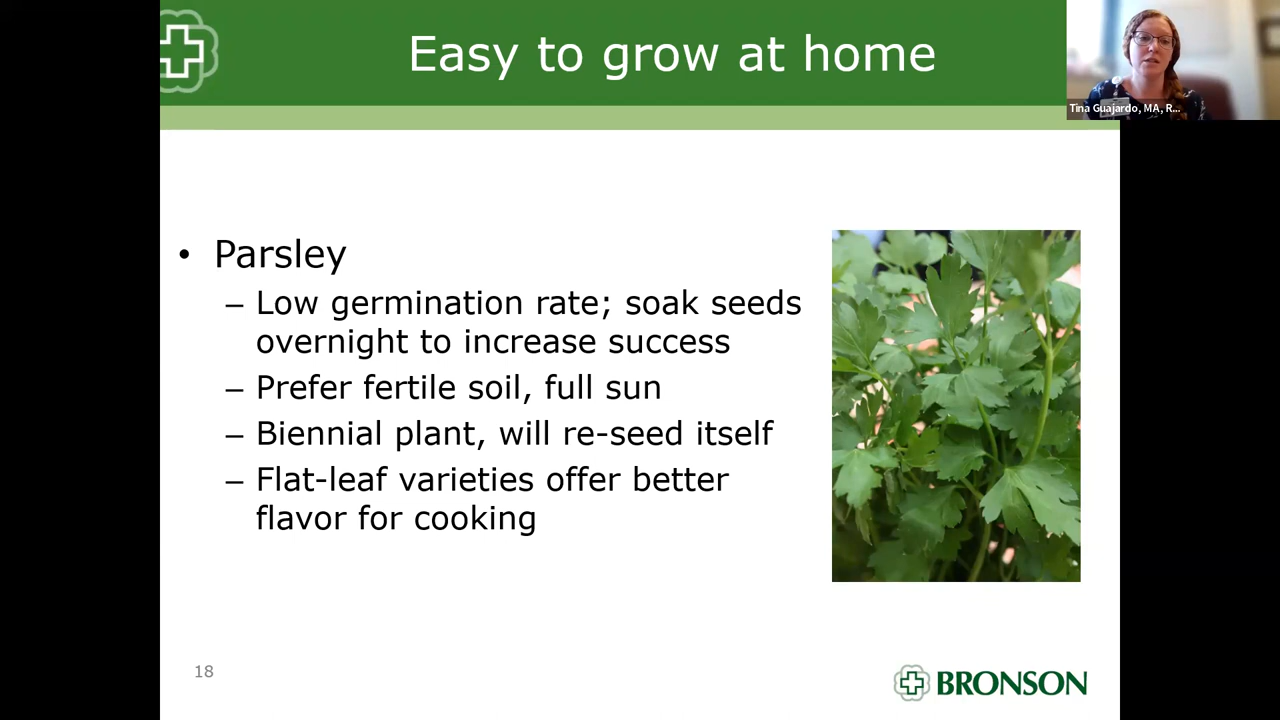 Easy to grow at home
Tina Guajardo, MA, R...
• Parsley
– Low germination rate; soak seeds
overnight to increase success
– Prefer fertile soil, full sun
– Biennial plant, will re-seed itself
– Flat-leaf varieties offer better
flavor for cooking
18
BRONSON